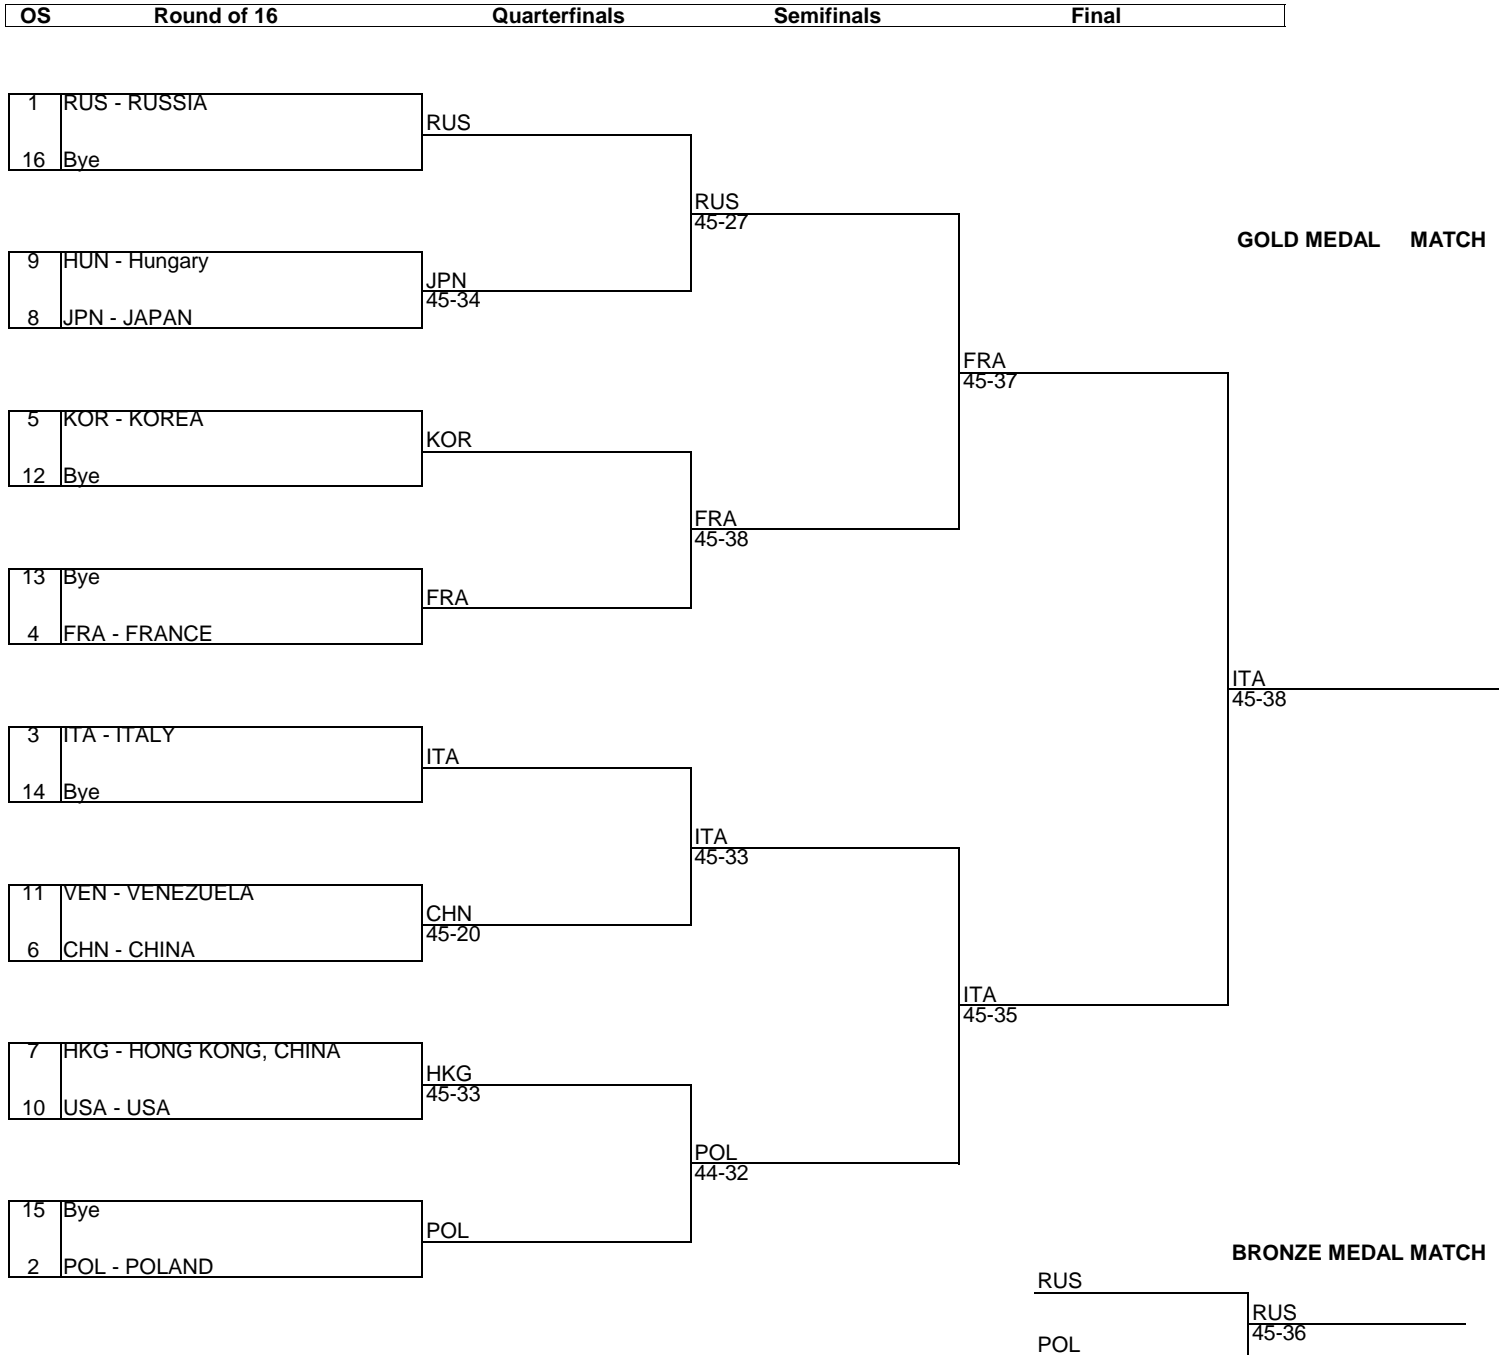 OS Round of 16 Quarterfinals Semifinals Final
1 RUS - RUSSIA
RUS
16 Bye
RUS
45-27
GOLD MEDAL MATCH
9 HUN - Hungary
JPN
45-34
8 JPN - JAPAN
FRA
45-37
5 KOR - KOREA
KOR
12 Bye
FRA
45-38
13 Bye
FRA
4 FRA - FRANCE
ITA
45-38
3 ITA - ITALY
ITA
14 Bye
ITA
45-33
11 VEN - VENEZUELA
CHN
45-20
6 CHN - CHINA
ITA
45-35
7 HKG - HONG KONG, CHINA
HKG
45-33
10 USA - USA
POL
44-32
15 Bye
POL
2 POL - POLAND
BRONZE MEDAL MATCH
RUS
RUS
45-36
POL